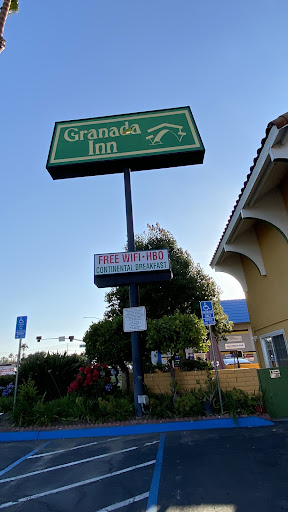 Granada
Inn
FREE WIFI·HBO
CONTINENTAL BREAKFAST